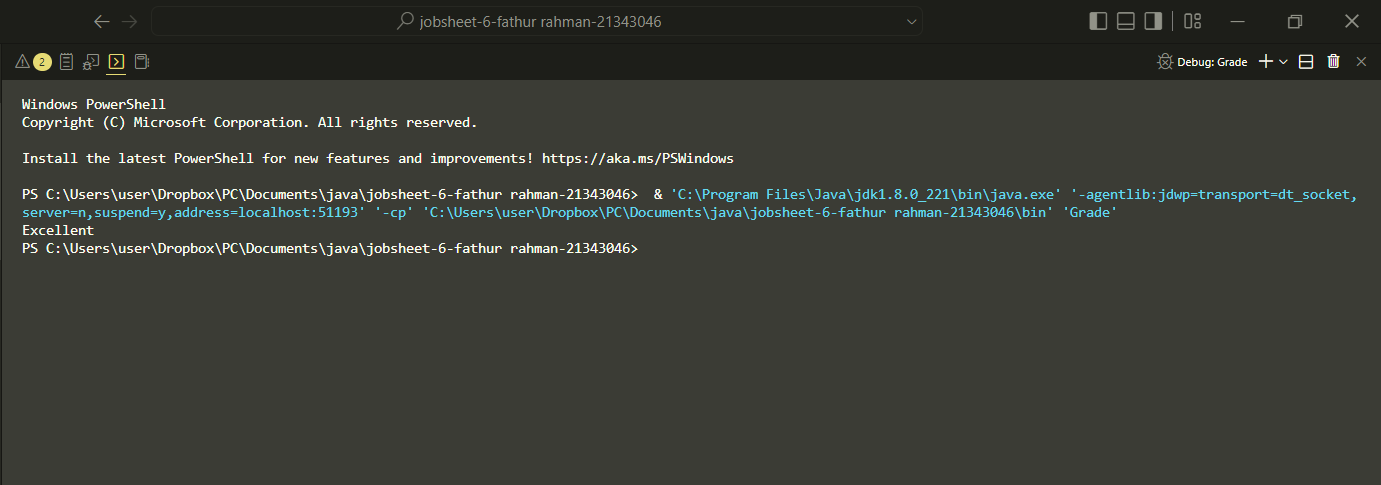 jobsheet-6-fathur rahman-21343046
2
Debug: Grade
Windows PowerShell
Copyright (C) Microsoft Corporation. All rights reserved.
Install the latest PowerShell for new features and improvements! https://aka.ms/PSWindows
PS C:\Users\user\Dropbox\PC\Documents\java\jobsheet-6-fathur rahman-21343046>  & 'C:\Program Files\Java\jdk1.8.0_221\bin\java.exe' '-agentlib:jdwp=transport=dt_socket,
server=n,suspend=y,address=localhost:51193' '-cp' 'C:\Users\user\Dropbox\PC\Documents\java\jobsheet-6-fathur rahman-21343046\bin' 'Grade'
Excellent
PS C:\Users\user\Dropbox\PC\Documents\java\jobsheet-6-fathur rahman-21343046>